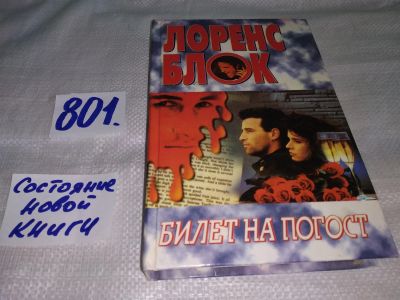 ЛОРЕНС
БЛОК
801.
Состояние
новой
книги
БИЛЕТ НА ПОГОСТ